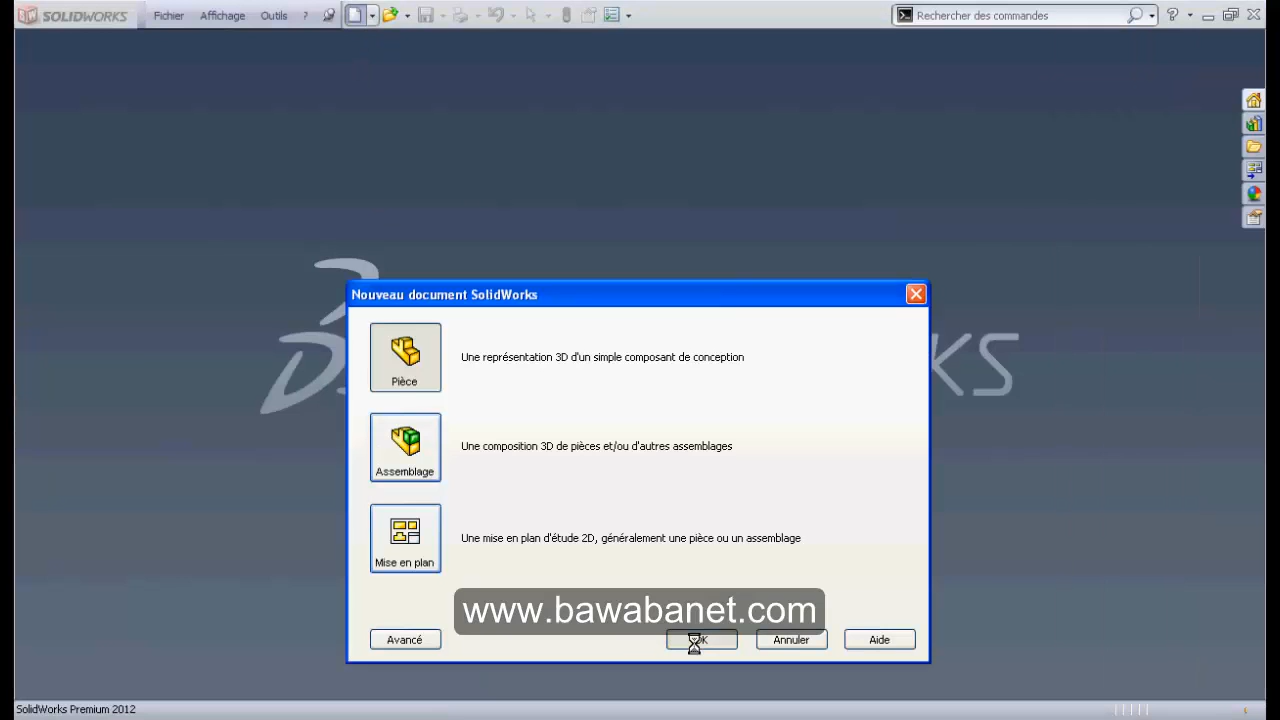 SOLIDWORKS
Fichier Affichage Outils ?
Rechercher des commandes
?
Nouveau document SolidWorks
Pièce
Une représentation 3D d'un simple composant de conception
Assemblage
Une composition 3D de pièces et/ou d'autres assemblages
Mise en plan
Une mise en plan d'étude 2D, généralement une pièce ou un assemblage
www.bawabanet.com
Avancé
Annuler
Aide
KS
SolidWorks Premium 2012